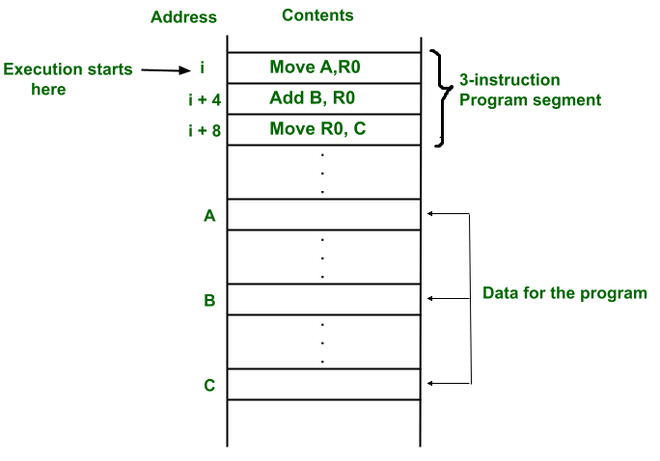 Address
Contents
Execution starts
here
i
Move A,R0
i + 4
Add B, R0
i + 8
Move R0, C
3-instruction
Program segment
A
B
C
Data for the program